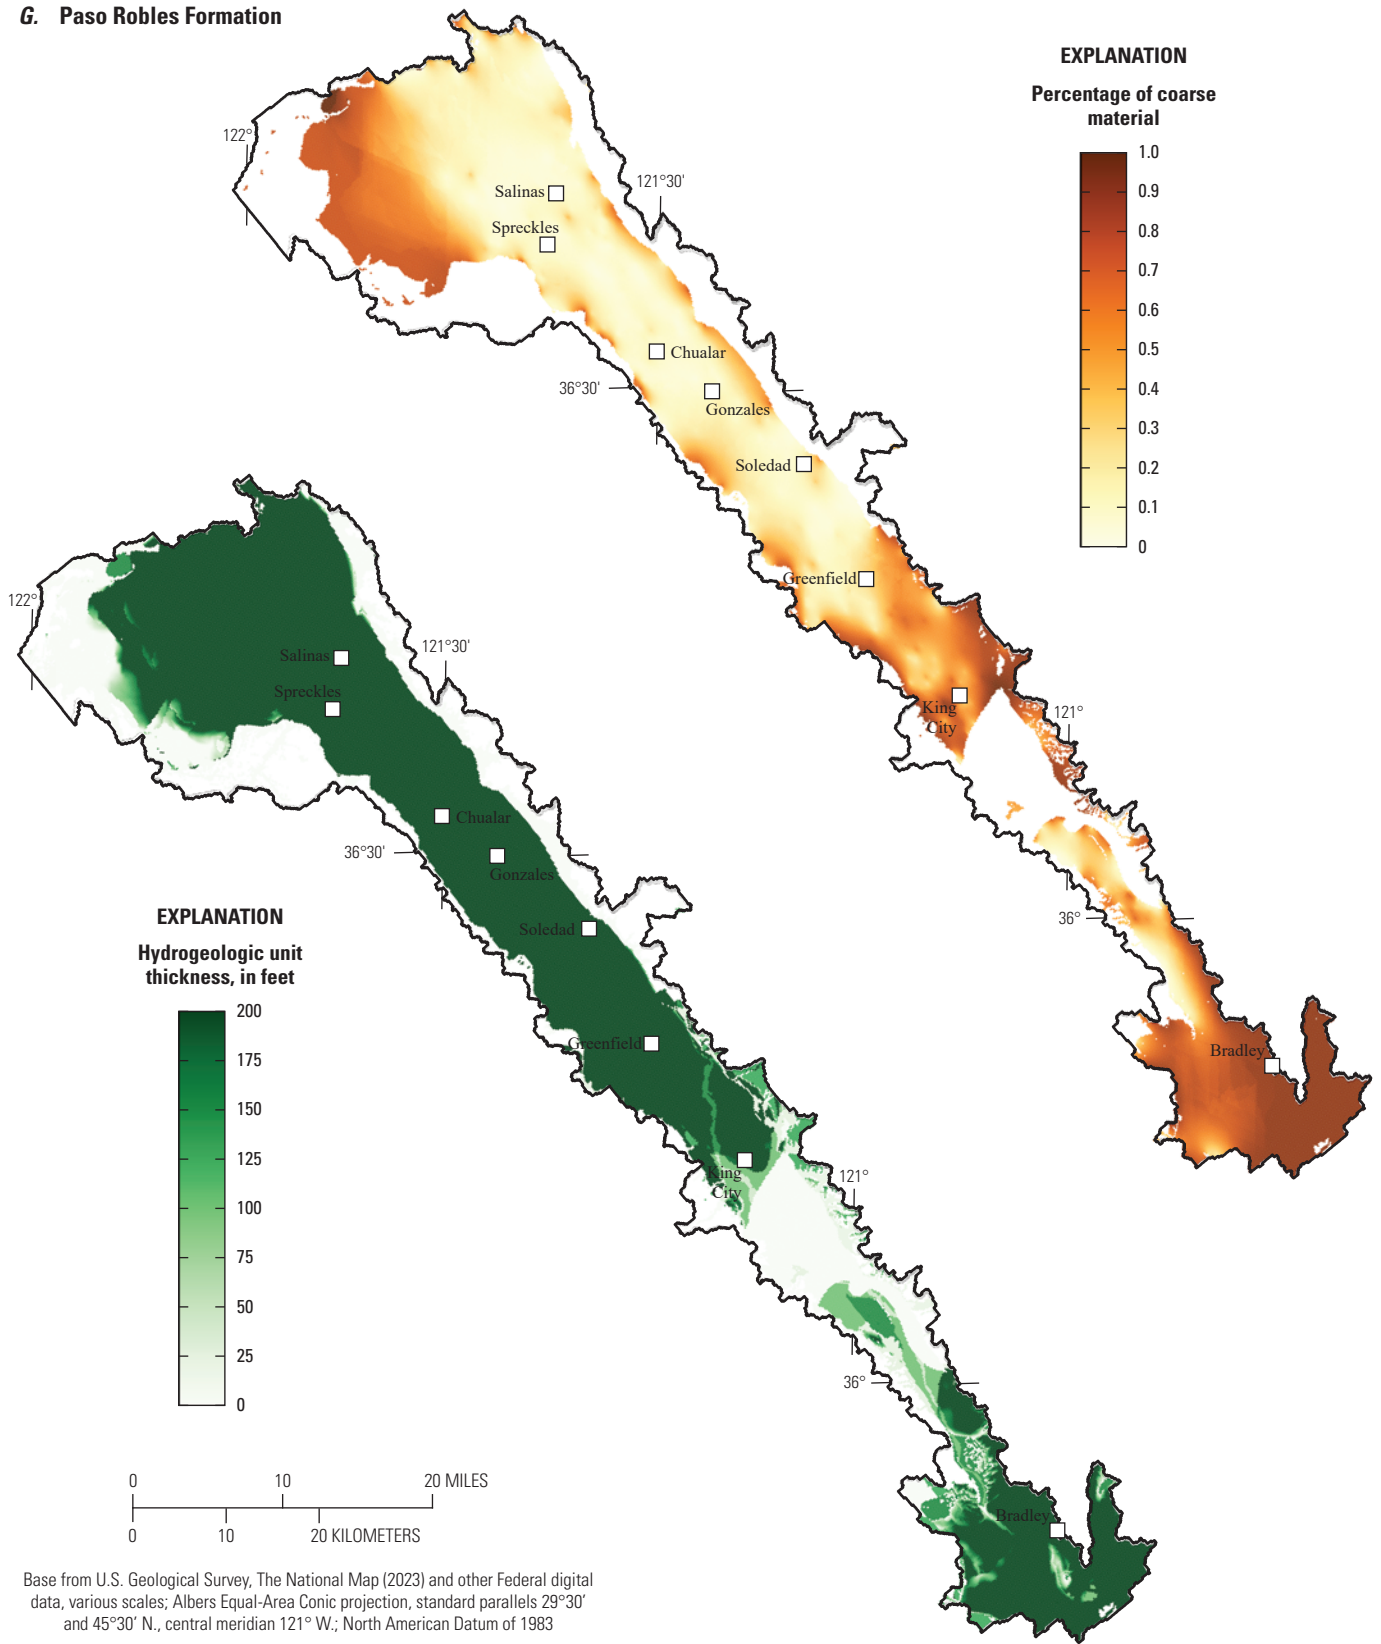 G. Paso Robles Formation
EXPLANATION
Percentage of coarse
material
1.0
0.9
0.8
0.7
0.6
0.5
0.4
0.3
0.2
0.1
0
122°
121°30'
Salinas
Spreckles
Chualar
36°30'
Gonzales
Soledad
Greenfield
King
City
121°
36°
Bradley
122°
121°30'
Salinas
Spreckles
Chualar
36°30'
Gonzales
Soledad
Greenfield
King
City
121°
36°
Bradley
EXPLANATION
Hydrogeologic unit
thickness, in feet
200
175
150
125
100
75
50
25
0
0 10 20 MILES
0 10 20 KILOMETERS
Base from U.S. Geological Survey, The National Map (2023) and other Federal digital
data, various scales; Albers Equal-Area Conic projection, standard parallels 29°30′
and 45°30′ N., central meridian 121° W.; North American Datum of 1983